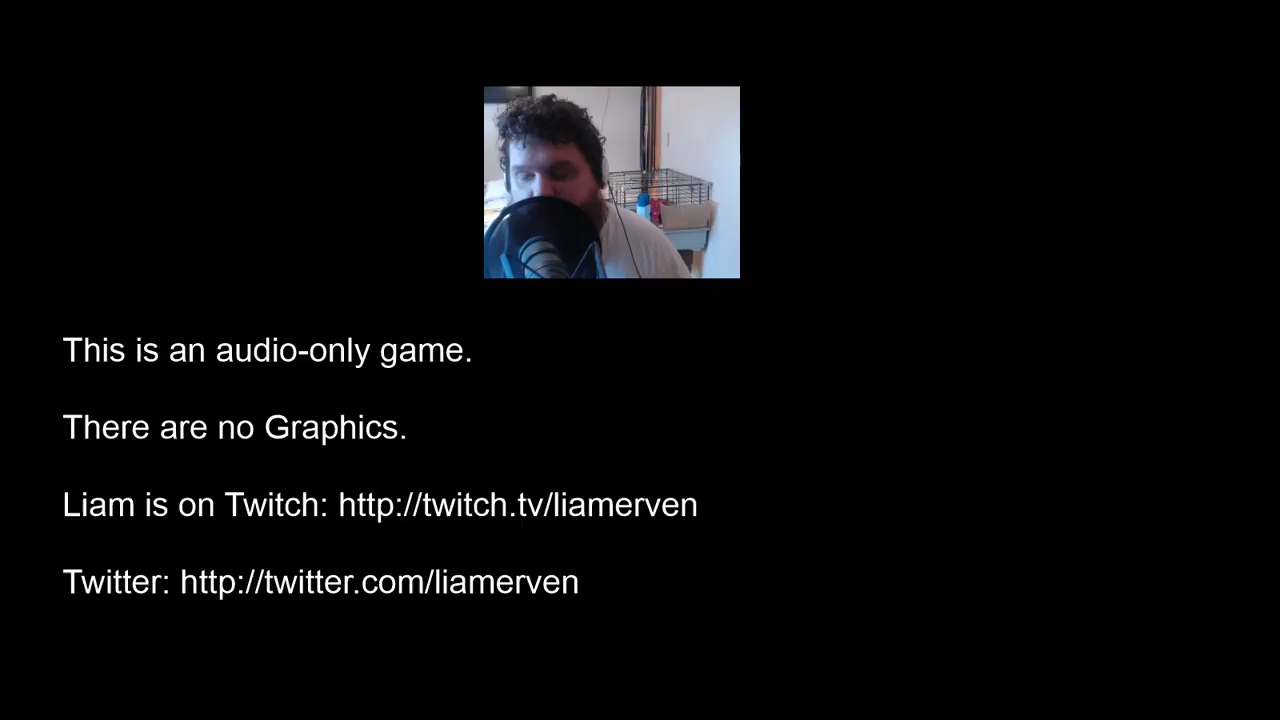 This is an audio-only game.
There are no Graphics.
Liam is on Twitch: http://twitch.tv/liamerven
Twitter: http://twitter.com/liamerven